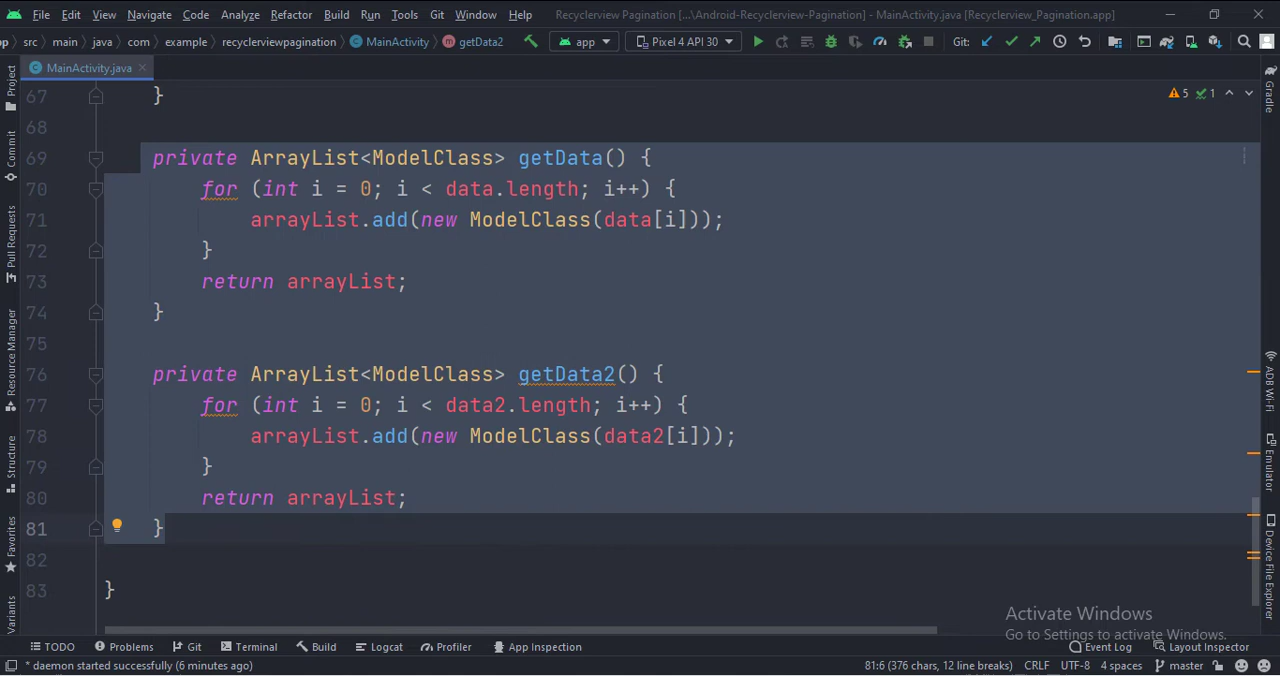 File Edit View Navigate Code Analyze Refactor Build Run Tools Git Window Help Recyclerview Pagination [...\Android-Recyclerview-Pagination] - MainActivity.java [Recyclerview_Pagination.app]
pp src main java com example recyclerviewpagination MainActivity getData2 app Pixel 4 API 30 Git:
MainActivity.java
67 }
5 1
68
69 private ArrayList<ModelClass> getData() {
70 for (int i = 0; i < data.length; i++) {
71 arrayList.add(new ModelClass(data[i]));
72 }
73 return arrayList;
74 }
75
76 private ArrayList<ModelClass> getData2() {
77 for (int i = 0; i < data2.length; i++) {
78 arrayList.add(new ModelClass(data2[i]));
79 }
80 return arrayList;
81 }
82
83 }
Project
Commit
Pull Requests
Resource Manager
Structure
Favorites
Variants
Gradle
ADB Wi-Fi
Emulator
Device File Explorer
Activate Windows
Go to Settings to activate Windows.
TODO Problems Git Terminal Build Logcat Profiler App Inspection Event Log Layout Inspector
* daemon started successfully (6 minutes ago) 81:6 (376 chars, 12 line breaks) CRLF UTF-8 4 spaces master